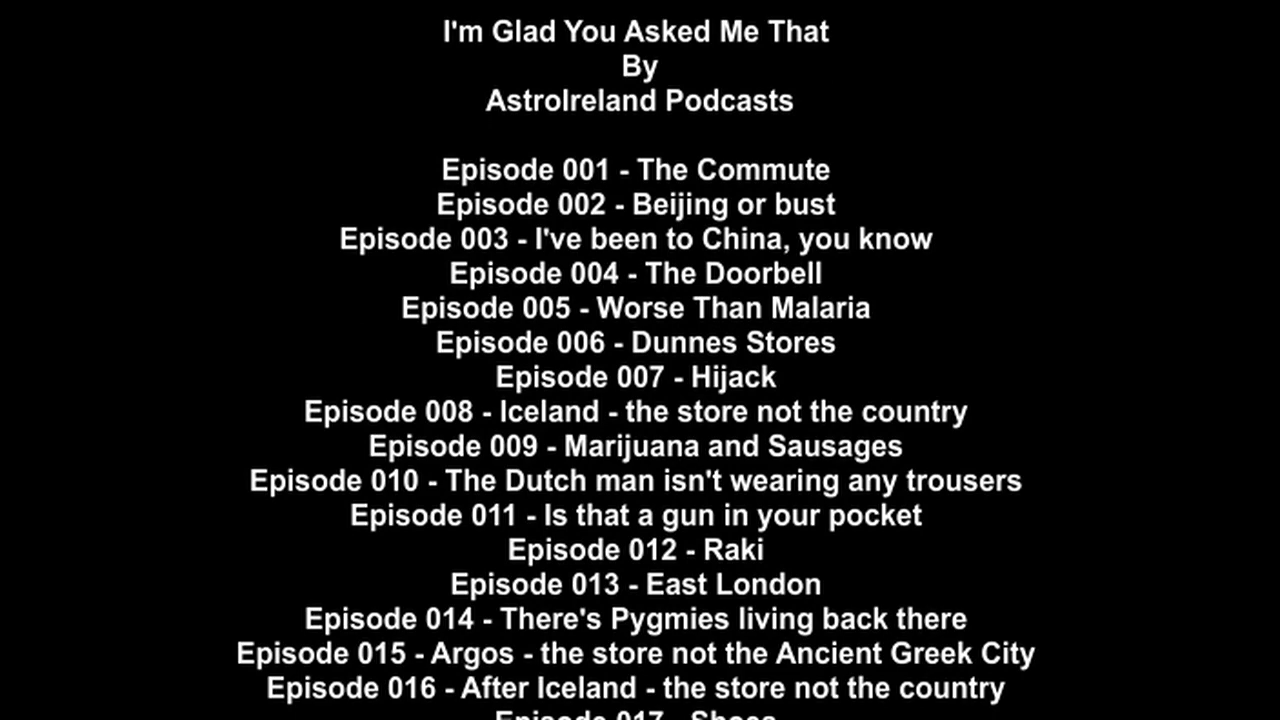 I'm Glad You Asked Me That
By
AstroIreland Podcasts
Episode 001 - The Commute
Episode 002 - Beijing or bust
Episode 003 - I've been to China, you know
Episode 004 - The Doorbell
Episode 005 - Worse Than Malaria
Episode 006 - Dunnes Stores
Episode 007 - Hijack
Episode 008 - Iceland - the store not the country
Episode 009 - Marijuana and Sausages
Episode 010 - The Dutch man isn't wearing any trousers
Episode 011 - Is that a gun in your pocket
Episode 012 - Raki
Episode 013 - East London
Episode 014 - There's Pygmies living back there
Episode 015 - Argos - the store not the Ancient Greek City
Episode 016 - After Iceland - the store not the country
Episode 017 - Shoes